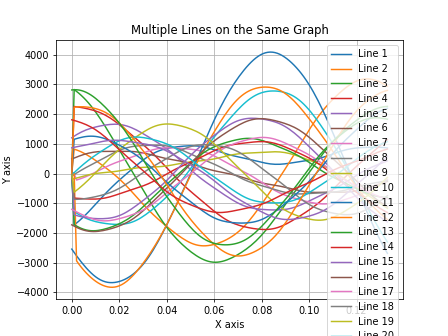 Multiple Lines on the Same Graph
4000
3000
2000
1000
0
−1000
−2000
−3000
−4000
Y axis
0.00
0.02
0.04
0.06
0.08
0.10
X axis
Line 1
Line 2
Line 3
Line 4
Line 5
Line 6
Line 7
Line 8
Line 9
Line 10
Line 11
Line 12
Line 13
Line 14
Line 15
Line 16
Line 17
Line 18
Line 19
Line 20